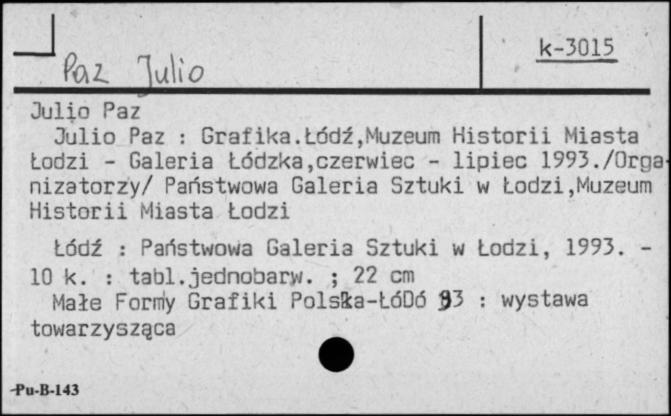 Paz Julio
k-3015
Julio Paz
Julio Paz : Grafika.Łódź,Muzeum Historii Miasta
Łodzi - Galeria Łódzka,czerwiec - lipiec 1993./Orga-
nizatorzy/ Państwowa Galeria Sztuki w Łodzi,Muzeum
Historii Miasta Łodzi
Łódź : Państwowa Galeria Sztuki w Łodzi, 1993. -
10 k. : tabl.jednobarw. ; 22 cm
Małe Formy Grafiki Polska-ŁóDó 93 : wystawa
towarzysząca
Pu-B-143